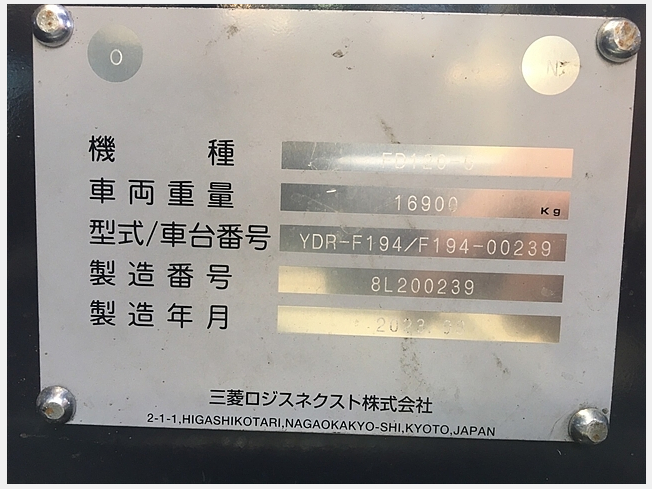 O N
機種
車両重量 16900 Kg
型式/車台番号 YDR-F194/F194-00239
製造番号 8L200239
製造年月
三菱ロジスネクスト株式会社
2-1-1,HIGASHIKOTARI,NAGAOKAKYO-SHI,KYOTO,JAPAN